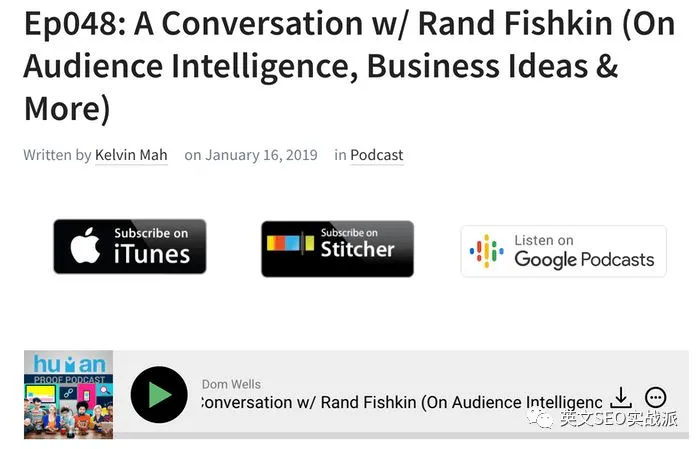 Ep048: A Conversation w/ Rand Fishkin (On
Audience Intelligence, Business Ideas &
More)
Written by Kelvin Mah on January 16, 2019 in Podcast
Subscribe on
iTunes
Subscribe on
Stitcher
Listen on
Google Podcasts
human
PROOF PODCAST
Dom Wells
Conversation w/ Rand Fishkin (On Audience Intelligenc
英文SEO实战派